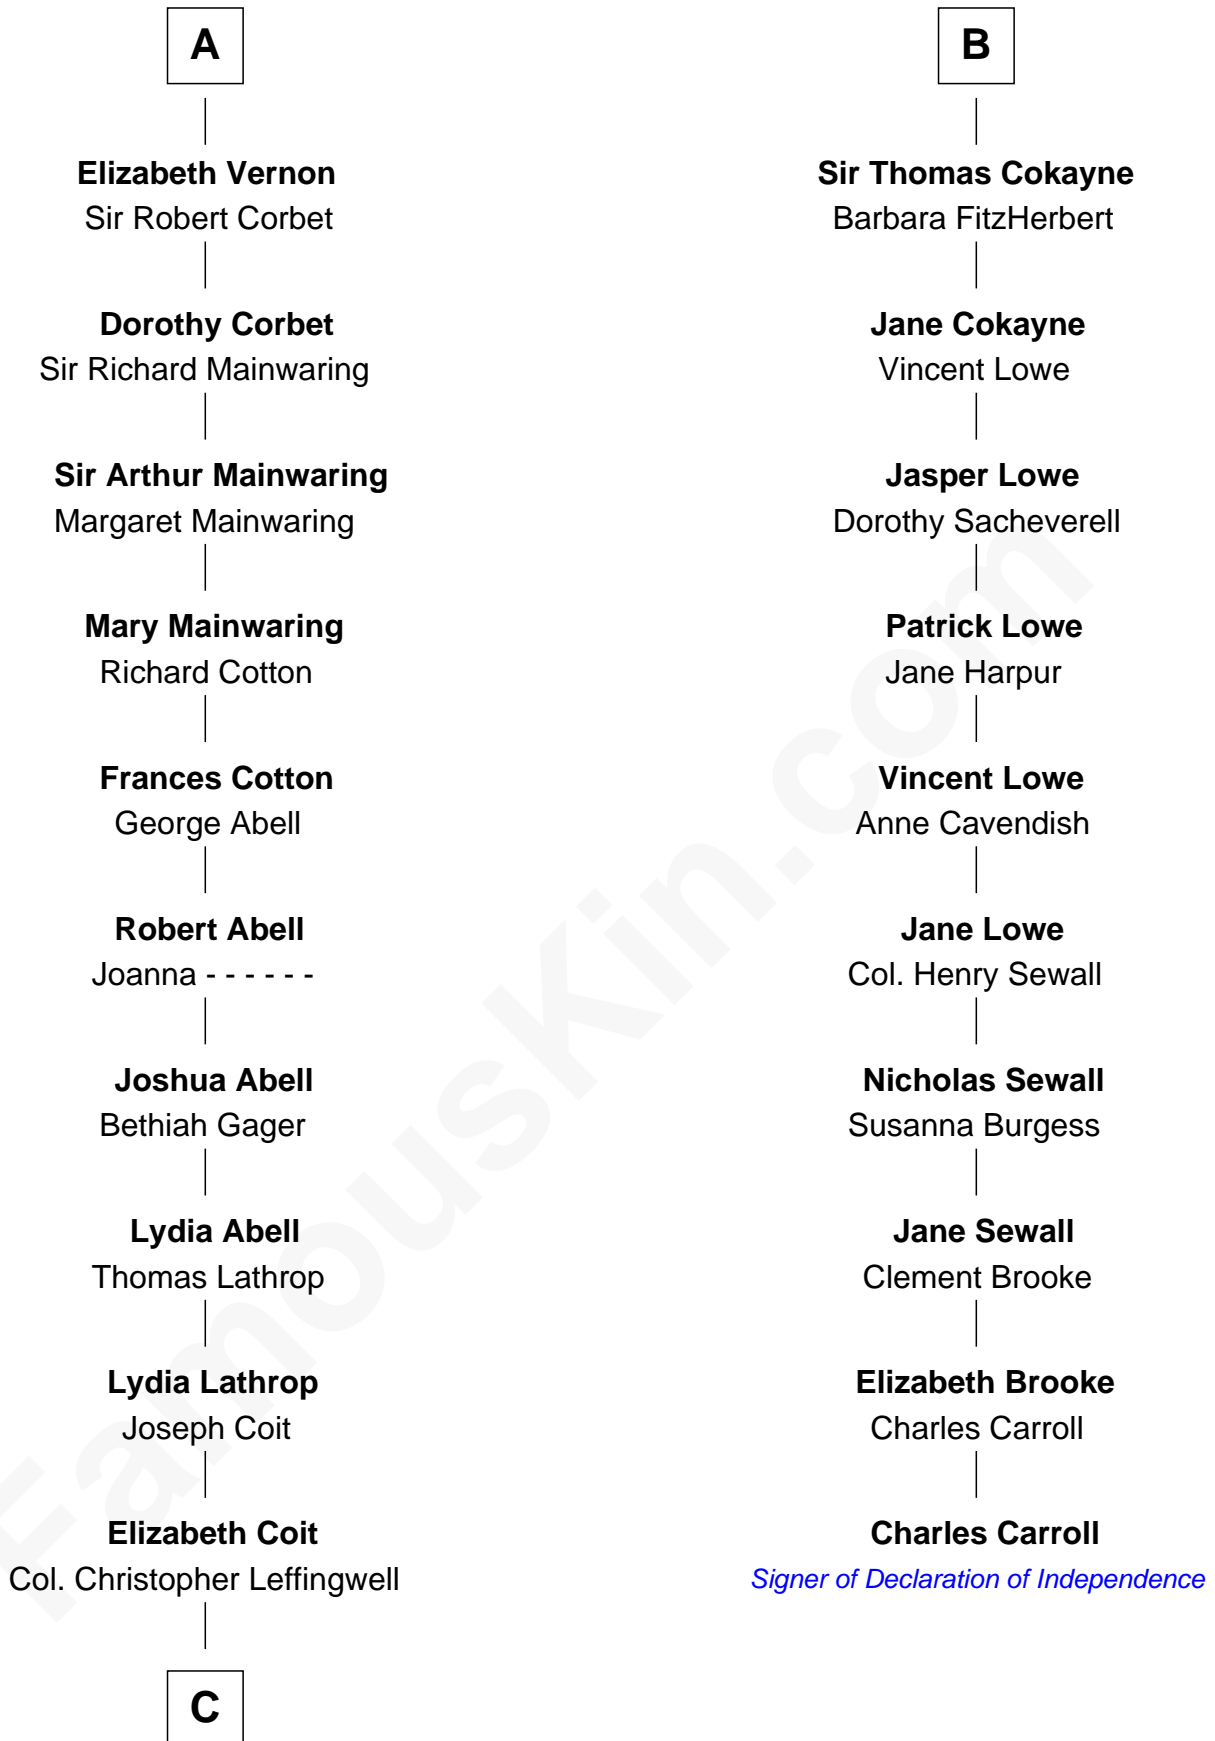 A
Elizabeth Vernon
Sir Robert Corbet
Dorothy Corbet
Sir Richard Mainwaring
Sir Arthur Mainwaring
Margaret Mainwaring
Mary Mainwaring
Richard Cotton
Frances Cotton
George Abell
Robert Abell
Joanna - - - - - -
Joshua Abell
Bethiah Gager
Lydia Abell
Thomas Lathrop
Lydia Lathrop
Joseph Coit
Elizabeth Coit
Col. Christopher Leffingwell
C
B
Sir Thomas Cokayne
Barbara FitzHerbert
Jane Cokayne
Vincent Lowe
Jasper Lowe
Dorothy Sacheverell
Patrick Lowe
Jane Harpur
Vincent Lowe
Anne Cavendish
Jane Lowe
Col. Henry Sewall
Nicholas Sewall
Susanna Burgess
Jane Sewall
Clement Brooke
Elizabeth Brooke
Charles Carroll
Charles Carroll
Signer of Declaration of Independence
FamousKin.com